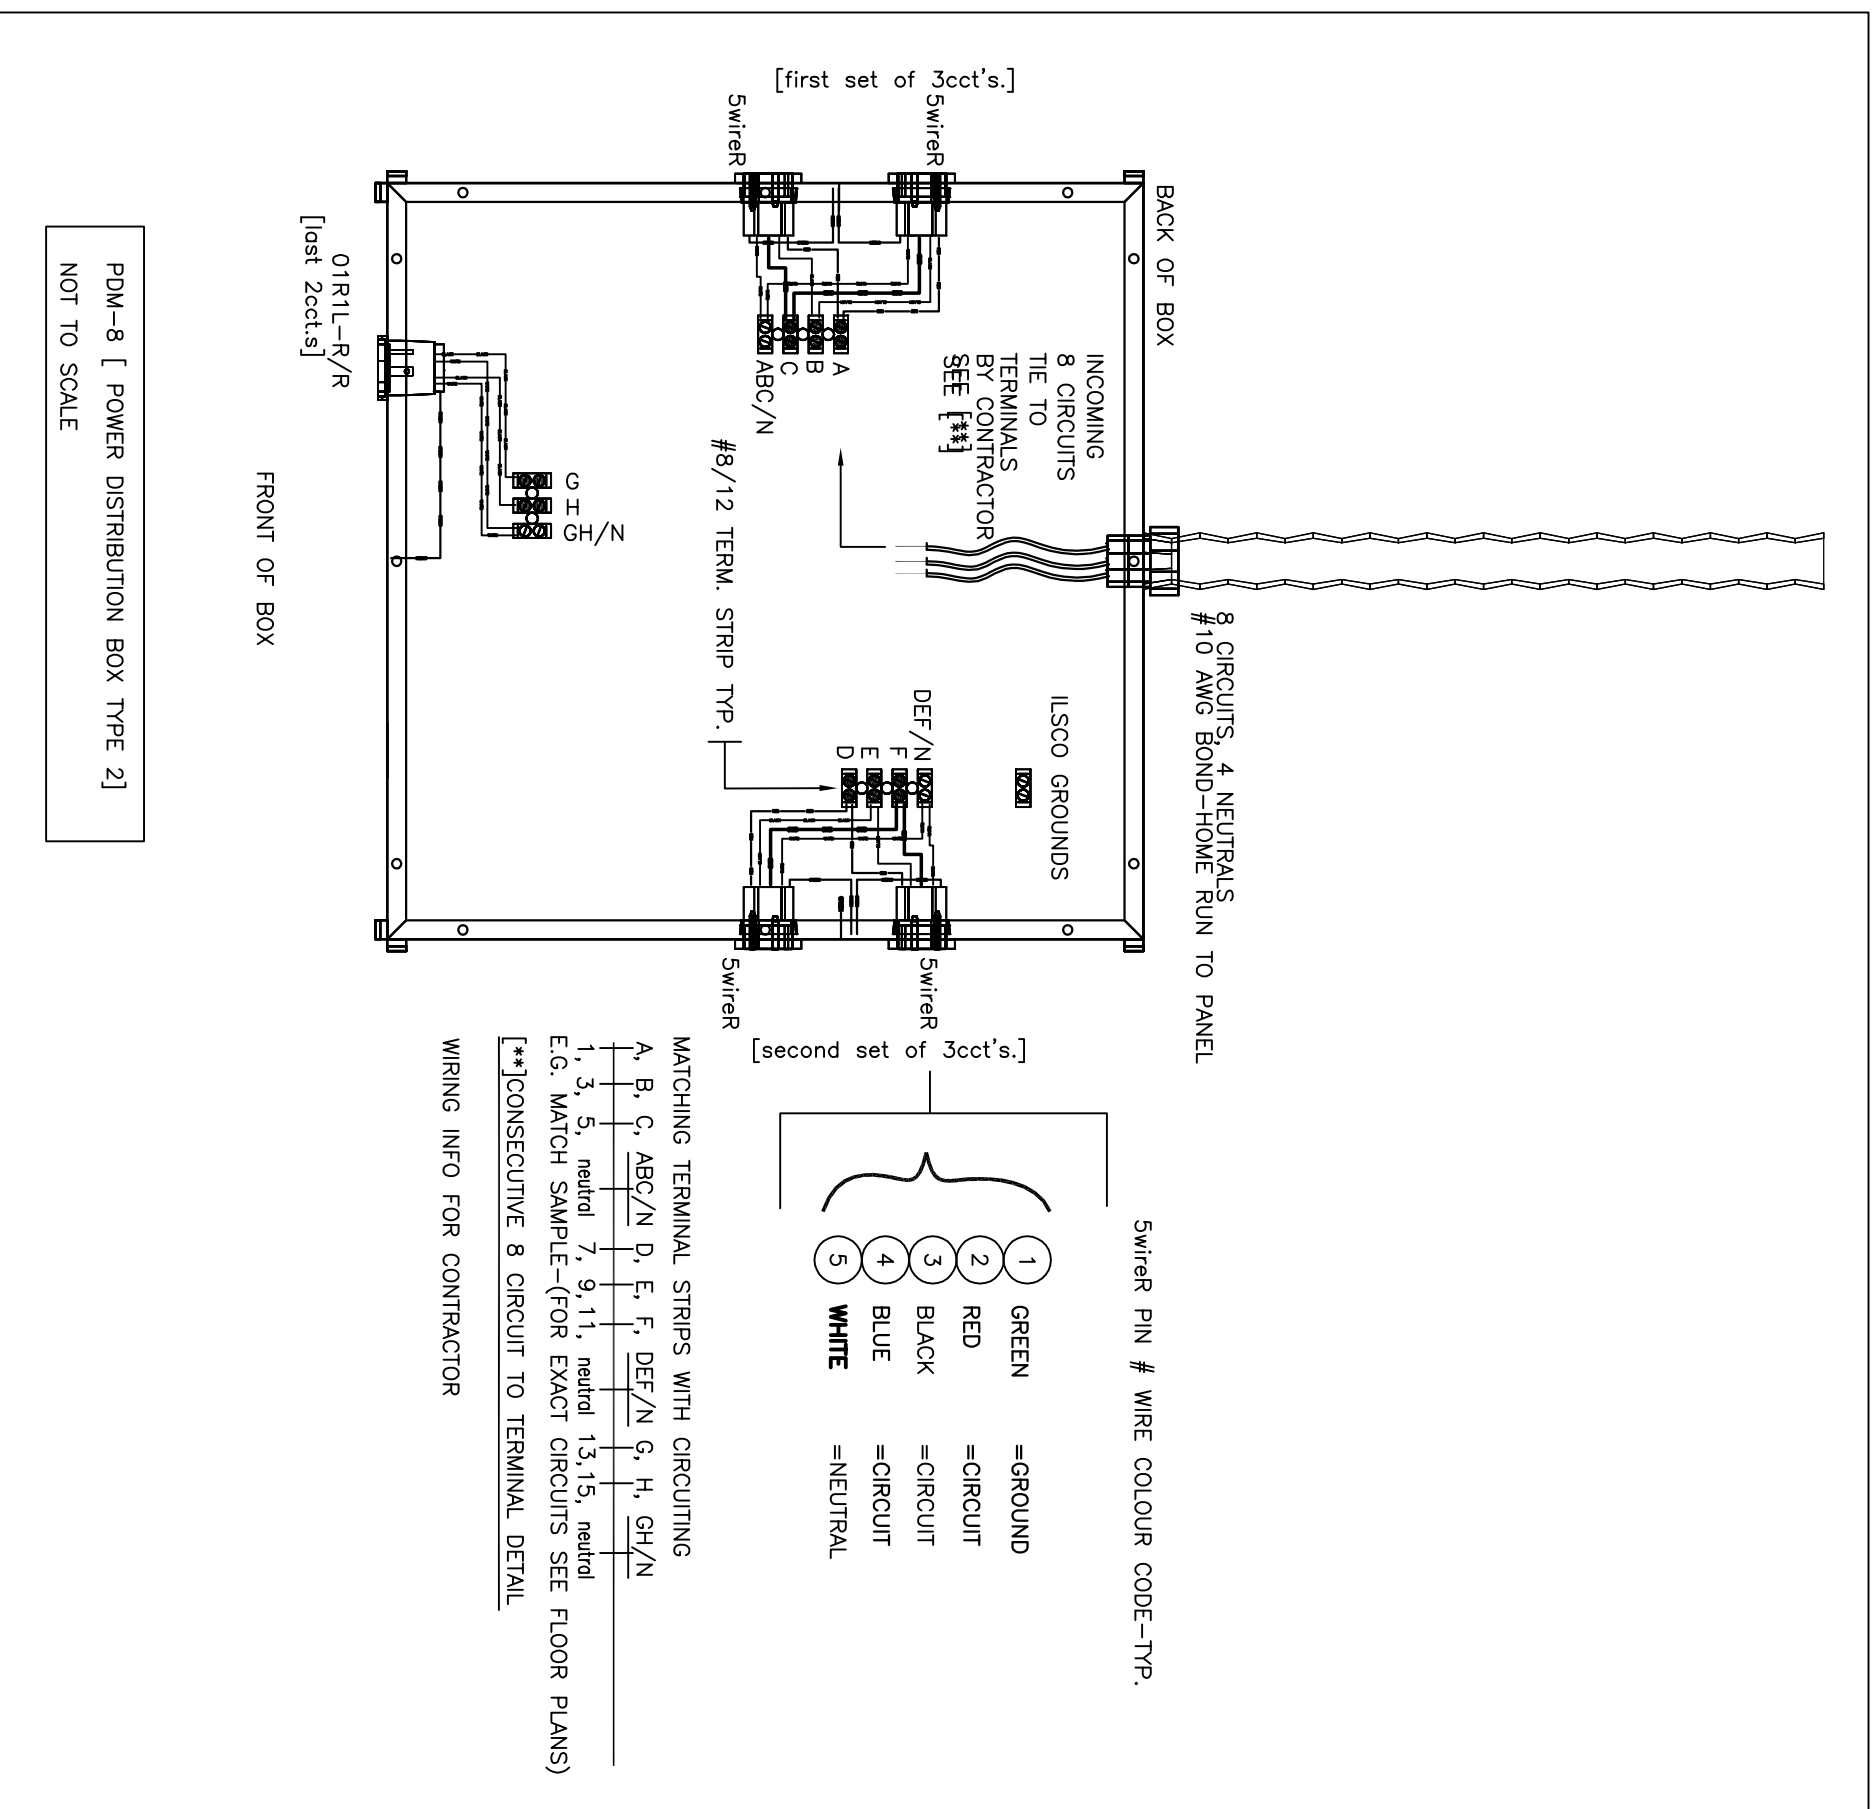 BACK OF BOX
[first set of 3cct's.]
5wireR
5wireR
A
B
C
ABC/N
INCOMING
8 CIRCUITS
TIE TO
TERMINALS
BY CONTRACTOR
SEE [**]
SEE [**]
8 CIRCUITS, 4 NEUTRALS
#10 AWG BOND-HOME RUN TO PANEL
ILSCO GROUNDS
DEF/N
F
E
D
#8/12 TERM. STRIP TYP.
5wireR
5wireR
[second set of 3cct's.]
G
H
GH/N
01R1L-R/R
[last 2cct.s]
FRONT OF BOX
5wireR PIN # WIRE COLOUR CODE-TYP.
1 GREEN =GROUND
2 RED =CIRCUIT
3 BLACK =CIRCUIT
4 BLUE =CIRCUIT
5 WHITE =NEUTRAL
MATCHING TERMINAL STRIPS WITH CIRCUITING
A, B, C, ABC/N D, E, F, DEF/N G, H, GH/N
1, 3, 5, neutral 7, 9,11, neutral 13,15, neutral
E.G. MATCH SAMPLE-(FOR EXACT CIRCUITS SEE FLOOR PLANS)
[**]CONSECUTIVE 8 CIRCUIT TO TERMINAL DETAIL
WIRING INFO FOR CONTRACTOR
PDM-8 [ POWER DISTRIBUTION BOX TYPE 2]
NOT TO SCALE